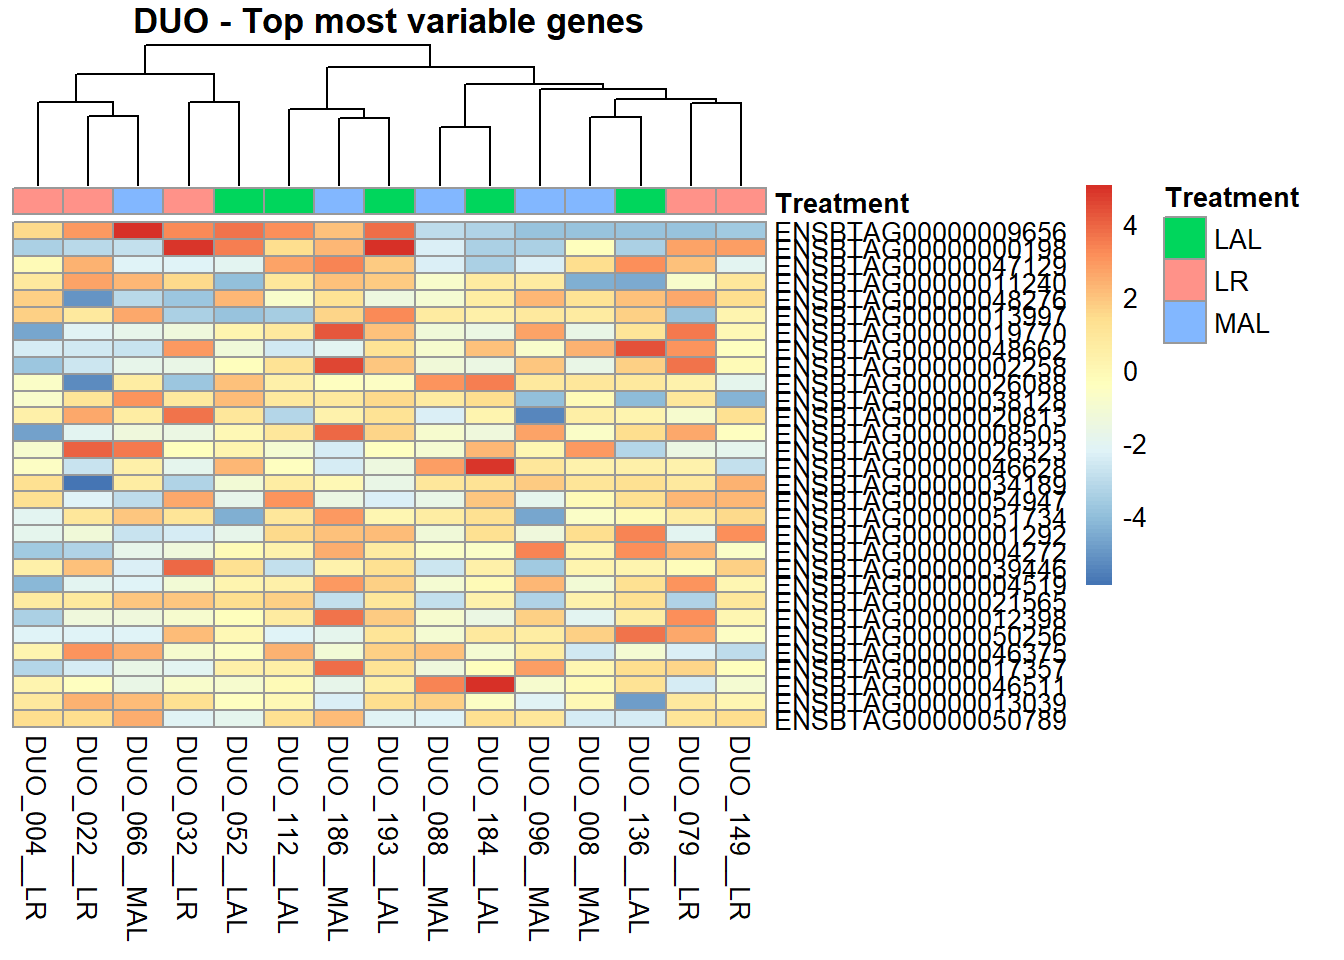 DUO - Top most variable genes
Treatment
ENSBTAG00000009656
ENSBTAG00000000198
ENSBTAG00000047129
ENSBTAG00000011240
ENSBTAG00000048276
ENSBTAG00000013997
ENSBTAG00000019770
ENSBTAG00000048662
ENSBTAG00000002258
ENSBTAG00000026088
ENSBTAG00000038128
ENSBTAG00000028813
ENSBTAG00000008505
ENSBTAG00000026323
ENSBTAG00000046628
ENSBTAG00000034189
ENSBTAG00000054947
ENSBTAG00000051734
ENSBTAG00000001292
ENSBTAG00000004272
ENSBTAG00000039446
ENSBTAG00000004519
ENSBTAG00000021565
ENSBTAG00000012398
ENSBTAG00000050256
ENSBTAG00000046375
ENSBTAG00000017357
ENSBTAG00000046511
ENSBTAG00000013039
ENSBTAG00000050789
4
2
0
-2
-4
Treatment
LAL
LR
MAL
DUO_004__LR
DUO_022__LR
DUO_066__MAL
DUO_032__LR
DUO_052__LAL
DUO_112__LAL
DUO_186__MAL
DUO_193__LAL
DUO_088__MAL
DUO_184__LAL
DUO_096__MAL
DUO_008__MAL
DUO_136__LAL
DUO_079__LR
DUO_149__LR